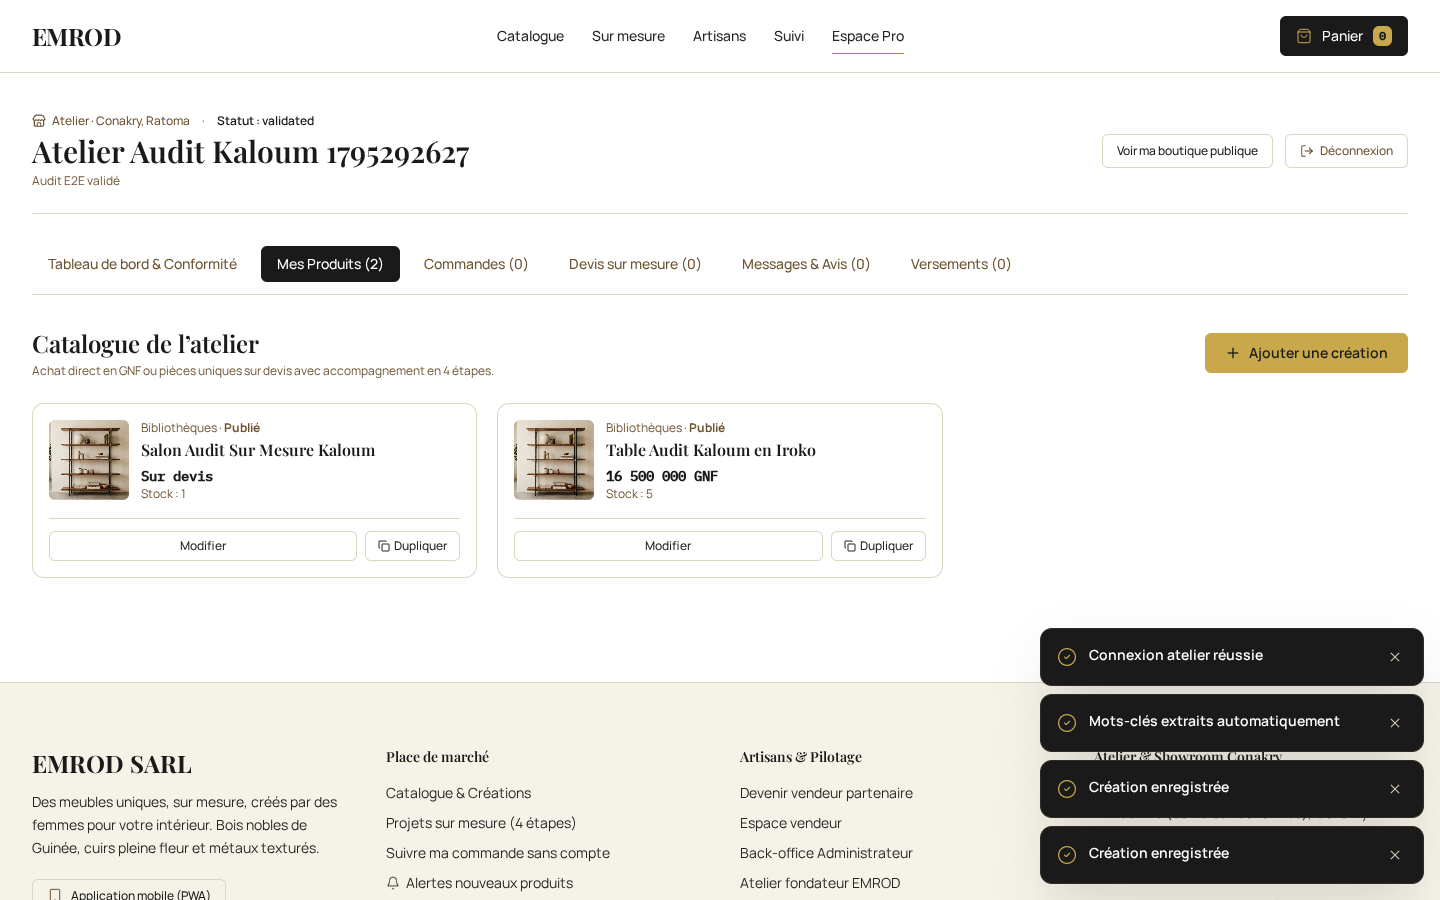 EMROD
Catalogue
Sur mesure
Artisans
Suivi
Espace Pro
Panier 0
Atelier · Conakry, Ratoma · Statut : validated
Atelier Audit Kaloum 1795292627
Audit E2E validé
Voir ma boutique publique
Déconnexion
Tableau de bord & Conformité
Mes Produits (2)
Commandes (0)
Devis sur mesure (0)
Messages & Avis (0)
Versements (0)
Catalogue de l’atelier
Achat direct en GNF ou pièces uniques sur devis avec accompagnement en 4 étapes.
Ajouter une création
Bibliothèques · Publié
Salon Audit Sur Mesure Kaloum
Sur devis
Stock : 1
Modifier
Dupliquer
Bibliothèques · Publié
Table Audit Kaloum en Iroko
16 500 000 GNF
Stock : 5
Modifier
Dupliquer
Connexion atelier réussie
Mots-clés extraits automatiquement
Création enregistrée
Création enregistrée
EMROD SARL
Des meubles uniques, sur mesure, créés par des
femmes pour votre intérieur. Bois nobles de
Guinée, cuirs pleine fleur et métaux texturés.
Application mobile (PWA)
Place de marché
Catalogue & Créations
Projets sur mesure (4 étapes)
Suivre ma commande sans compte
Alertes nouveaux produits
Artisans & Pilotage
Devenir vendeur partenaire
Espace vendeur
Back-office Administrateur
Atelier fondateur EMROD
Atelier & Showroom Conakry